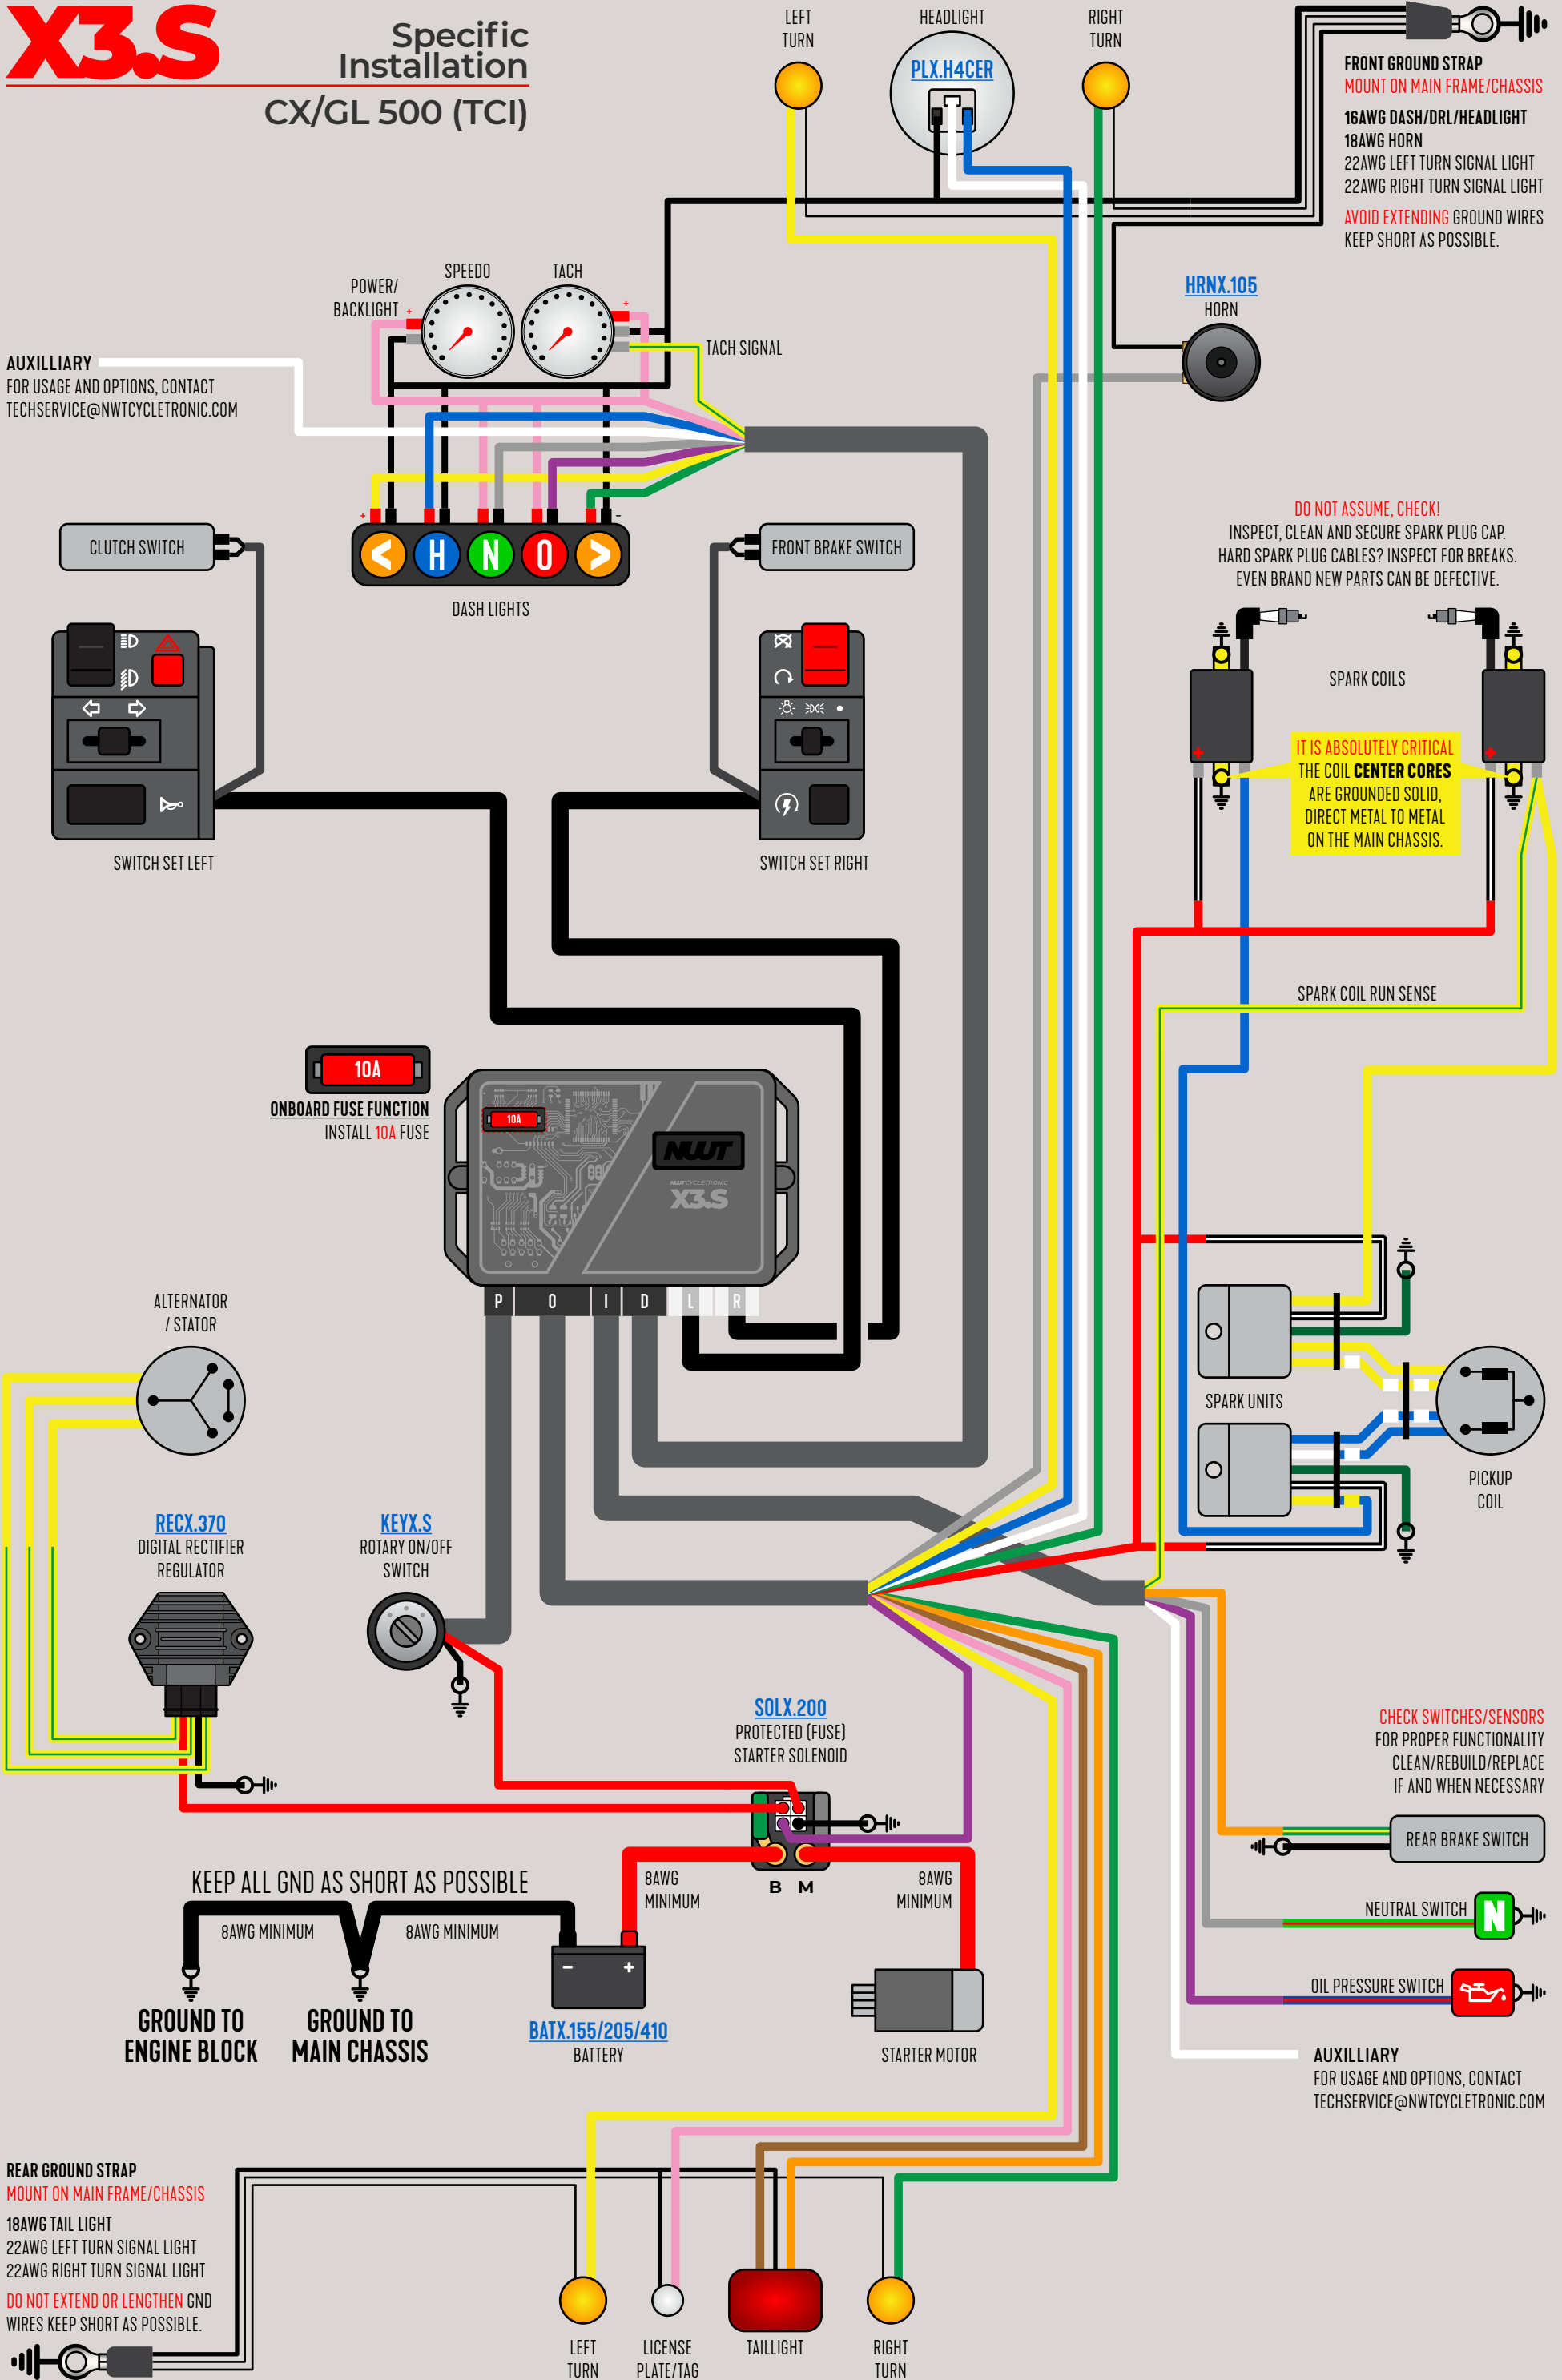 X3.S
Specific
Installation
CX/GL 500 (TCI)
LEFT
TURN
HEADLIGHT
PLX.H4CER
RIGHT
TURN
FRONT GROUND STRAP
MOUNT ON MAIN FRAME/CHASSIS
16AWG DASH/DRL/HEADLIGHT
18AWG HORN
22AWG LEFT TURN SIGNAL LIGHT
22AWG RIGHT TURN SIGNAL LIGHT
AVOID EXTENDING GROUND WIRES
KEEP SHORT AS POSSIBLE.
POWER/
BACKLIGHT
SPEEDO
TACH
+
+
TACH SIGNAL
HRNX.105
HORN
AUXILLIARY
FOR USAGE AND OPTIONS, CONTACT
TECHSERVICE@NWTCYCLETRONIC.COM
+
-
< H N O >
DASH LIGHTS
CLUTCH SWITCH
FRONT BRAKE SWITCH
SWITCH SET LEFT
SWITCH SET RIGHT
DO NOT ASSUME, CHECK!
INSPECT, CLEAN AND SECURE SPARK PLUG CAP.
HARD SPARK PLUG CABLES? INSPECT FOR BREAKS.
EVEN BRAND NEW PARTS CAN BE DEFECTIVE.
SPARK COILS
+
+
IT IS ABSOLUTELY CRITICAL
THE COIL CENTER CORES
ARE GROUNDED SOLID,
DIRECT METAL TO METAL
ON THE MAIN CHASSIS.
SPARK COIL RUN SENSE
10A
ONBOARD FUSE FUNCTION
INSTALL 10A FUSE
10A
NWT
NWTCYCLETRONIC
X3.S
P O I D L R
ALTERNATOR
/ STATOR
SPARK UNITS
PICKUP
COIL
RECX.370
DIGITAL RECTIFIER
REGULATOR
KEYX.S
ROTARY ON/OFF
SWITCH
SOLX.200
PROTECTED (FUSE)
STARTER SOLENOID
B M
CHECK SWITCHES/SENSORS
FOR PROPER FUNCTIONALITY
CLEAN/REBUILD/REPLACE
IF AND WHEN NECESSARY
REAR BRAKE SWITCH
NEUTRAL SWITCH
N
OIL PRESSURE SWITCH
AUXILLIARY
FOR USAGE AND OPTIONS, CONTACT
TECHSERVICE@NWTCYCLETRONIC.COM
KEEP ALL GND AS SHORT AS POSSIBLE
8AWG MINIMUM
8AWG MINIMUM
8AWG
MINIMUM
8AWG
MINIMUM
GROUND TO
ENGINE BLOCK
GROUND TO
MAIN CHASSIS
- +
BATX.155/205/410
BATTERY
STARTER MOTOR
REAR GROUND STRAP
MOUNT ON MAIN FRAME/CHASSIS
18AWG TAIL LIGHT
22AWG LEFT TURN SIGNAL LIGHT
22AWG RIGHT TURN SIGNAL LIGHT
DO NOT EXTEND OR LENGTHEN GND
WIRES KEEP SHORT AS POSSIBLE.
LEFT
TURN
LICENSE
PLATE/TAG
TAILLIGHT
RIGHT
TURN